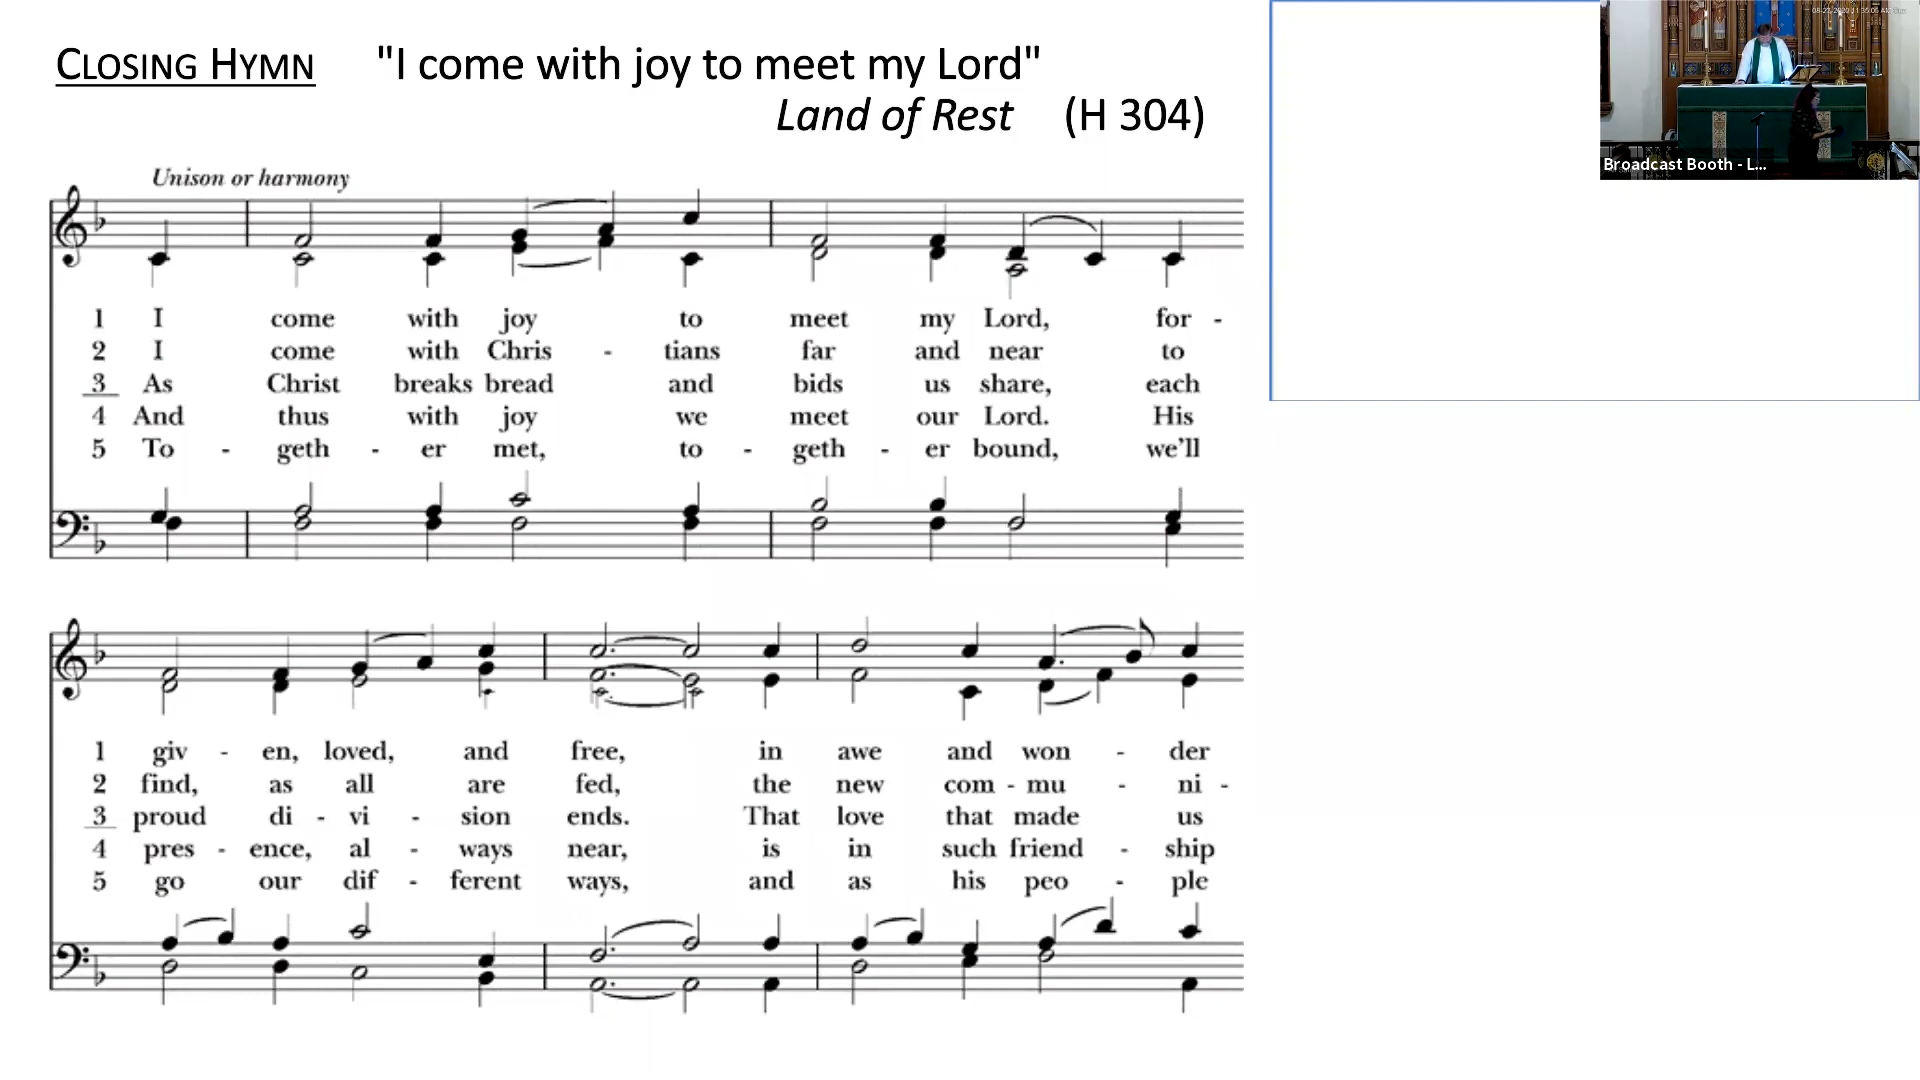 CLOSING HYMN "I come with joy to meet my Lord"
Land of Rest (H 304)
Unison or harmony
1 I come with joy to meet my Lord, for -
2 I come with Chris - tians far and near to
3 As Christ breaks bread and bids us share, each
4 And thus with joy we meet our Lord. His
5 To - geth - er met, to - geth - er bound, we'll
1 giv - en, loved, and free, in awe and won - der
2 find, as all are fed, the new com - mu - ni -
3 proud di - vi - sion ends. That love that made us
4 pres - ence, al - ways near, is in such friend - ship
5 go our dif - ferent ways, and as his peo - ple
Broadcast Booth - L...